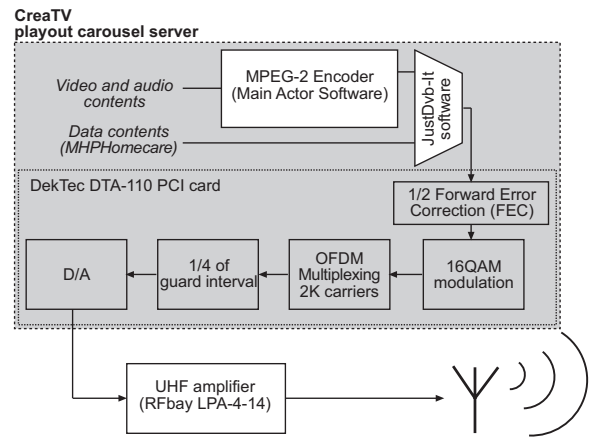 CreaTV
playout carousel server
Video and audio
contents
MPEG-2 Encoder
(Main Actor Software)
JustDvb-It
software
Data contents
(MHPHomecare)
DekTec DTA-110 PCI card
1/2 Forward Error
Correction (FEC)
D/A
1/4 of
guard interval
OFDM
Multiplexing
2K carriers
16QAM
modulation
UHF amplifier
(RFbay LPA-4-14)